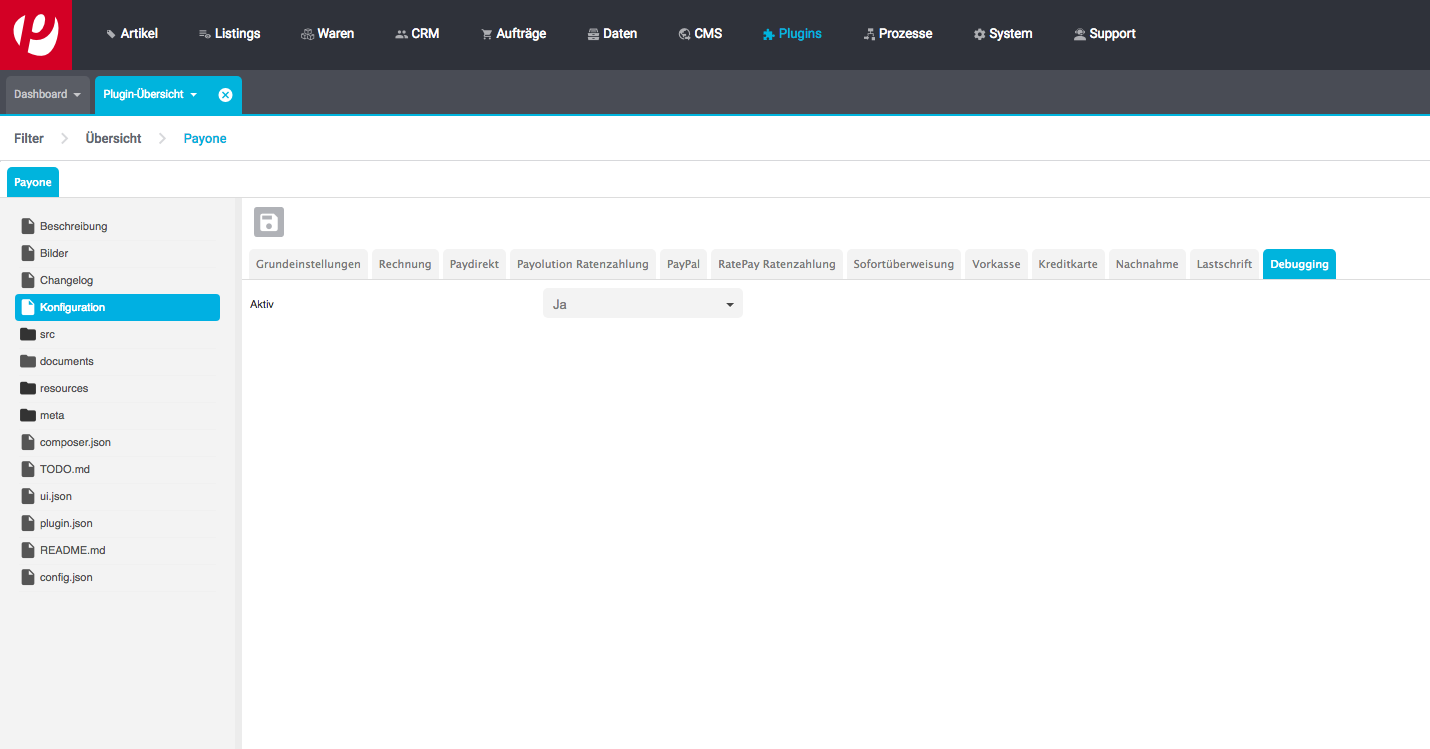 Artikel Listings Waren CRM Aufträge Daten CMS Plugins Prozesse System Support
Dashboard Plugin-Übersicht
Filter Übersicht Payone
Payone
Beschreibung
Bilder
Changelog
Konfiguration
src
documents
resources
meta
composer.json
TODO.md
ui.json
plugin.json
README.md
config.json
Grundeinstellungen Rechnung Paydirekt Payolution Ratenzahlung PayPal RatePay Ratenzahlung Sofortüberweisung Vorkasse Kreditkarte Nachnahme Lastschrift Debugging
Aktiv Ja